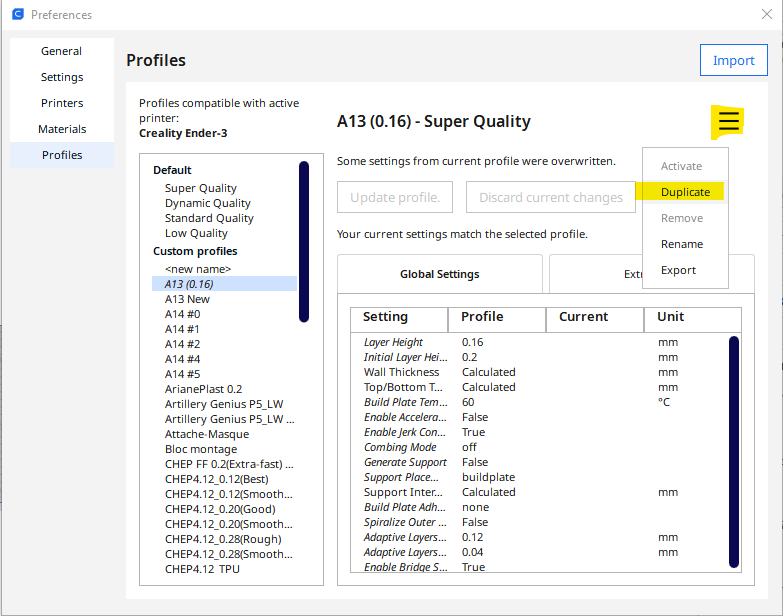 Preferences
General
Settings
Printers
Materials
Profiles
Profiles
Import
Profiles compatible with active
printer:
Creality Ender-3
Default
Super Quality
Dynamic Quality
Standard Quality
Low Quality
Custom profiles
<new name>
A13 (0.16)
A13 New
A14 #0
A14 #1
A14 #2
A14 #4
A14 #5
ArianePlast 0.2
Artillery Genius P5_LW
Artillery Genius P5_LW ...
Attache-Masque
Bloc montage
CHEP FF 0.2(Extra-fast) ...
CHEP4.12_0.12(Best)
CHEP4.12_0.12(Smooth...
CHEP4.12_0.20(Good)
CHEP4.12_0.20(Smooth...
CHEP4.12_0.28(Rough)
CHEP4.12_0.28(Smooth...
CHEP4.12 TPU
A13 (0.16) - Super Quality
Some settings from current profile were overwritten.
Update profile.
Discard current changes
Activate
Duplicate
Remove
Rename
Export
Your current settings match the selected profile.
Global Settings
Setting Profile Current Unit
Layer Height 0.16 mm
Initial Layer Hei... 0.2 mm
Wall Thickness Calculated mm
Top/Bottom T... Calculated mm
Build Plate Tem... 60 °C
Enable Accelera... False
Enable Jerk Con... True
Combing Mode off
Generate Support False
Support Place... buildplate
Support Inter... Calculated mm
Build Plate Adh... none
Spiralize Outer ... False
Adaptive Layers... 0.12 mm
Adaptive Layers... 0.04 mm
Enable Bridge S... True